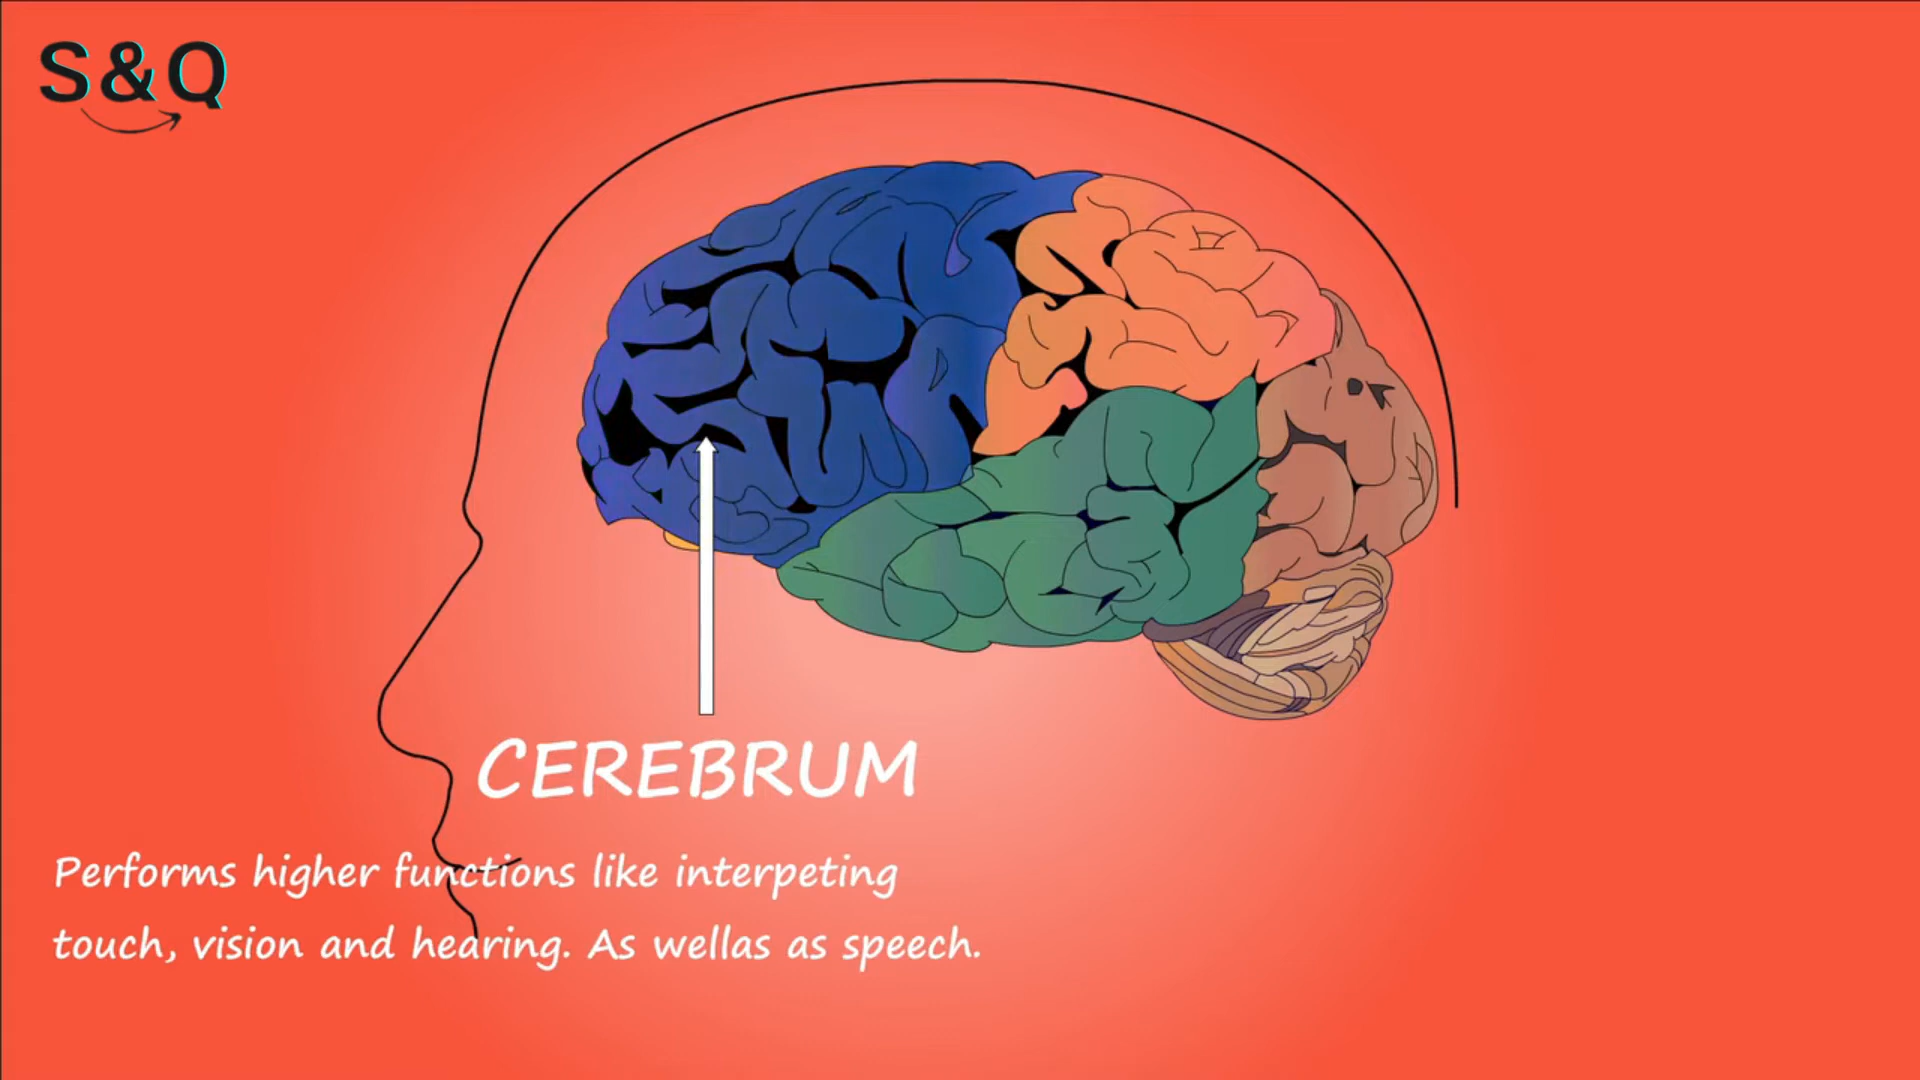 S&Q
CEREBRUM
Performs higher functions like interpeting
touch, vision and hearing. As wellas as speech.